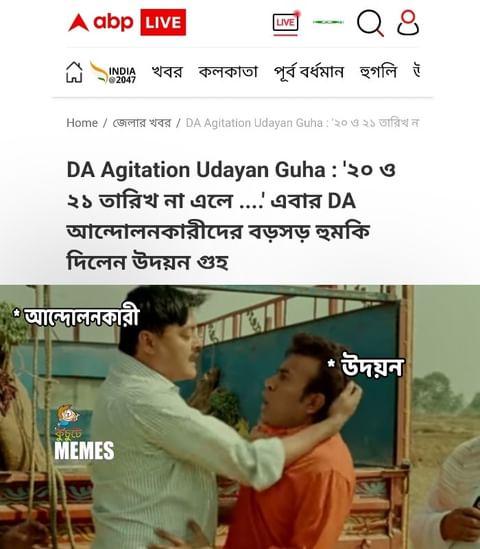 abp LIVE
LIVE
INDIA @2047 খবর কলকাতা পূর্ব বর্ধমান হুগলি
Home / জেলার খবর / DA Agitation Udayan Guha : '২০ ও ২১ তারিখ ন
DA Agitation Udayan Guha : '২০ ও
২১ তারিখ না এলে ....' এবার DA
আন্দোলনকারীদের বড়সড় হুমকি
দিলেন উদয়ন গুহ
* আন্দোলনকারী
* উদয়ন
MEMES